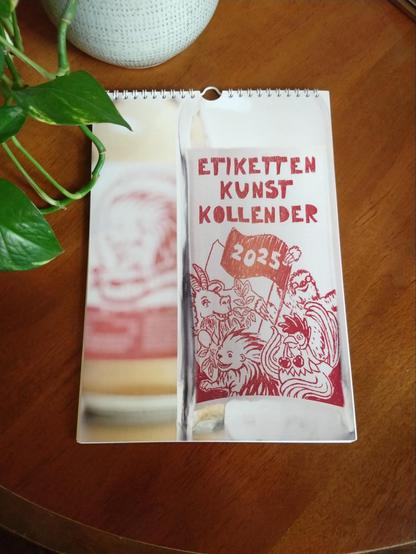 ETIKETTEN
KUNST
KOLLENDER
2025